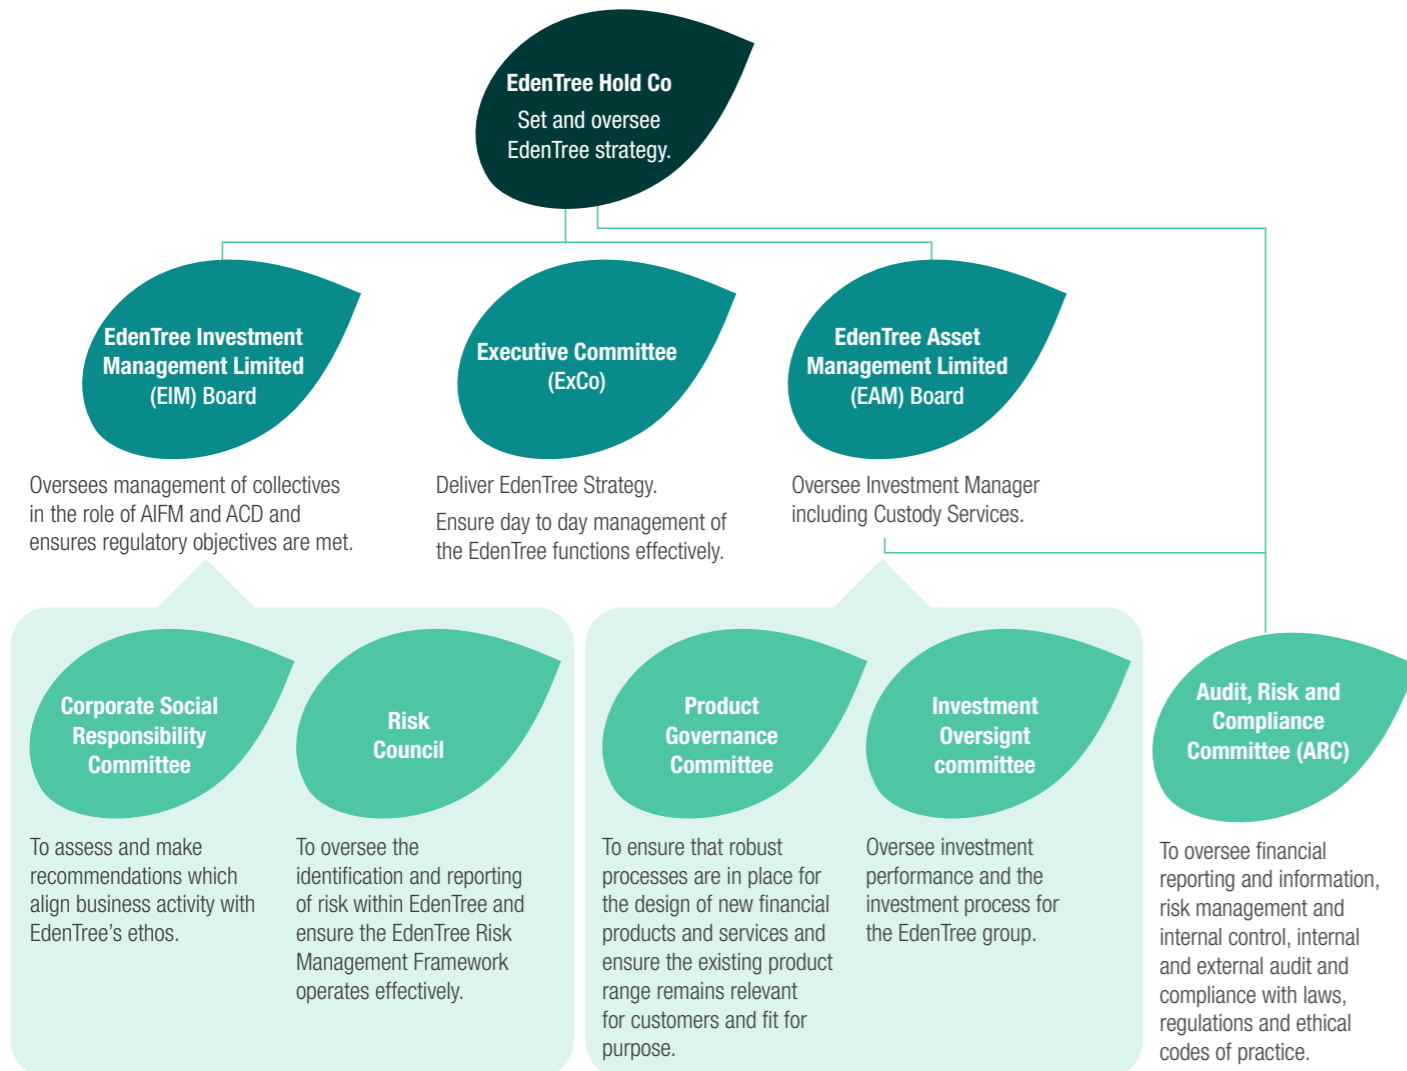 EdenTree Hold Co
Set and oversee
EdenTree strategy.
EdenTree Investment
Management Limited
(EIM) Board
Oversees management of collectives
in the role of AIFM and ACD and
ensures regulatory objectives are met.
Executive Committee
(ExCo)
Deliver EdenTree Strategy.
Ensure day to day management of
the EdenTree functions effectively.
EdenTree Asset
Management Limited
(EAM) Board
Oversee Investment Manager
including Custody Services.
Corporate Social
Responsibility
Committee
To assess and make
recommendations which
align business activity with
EdenTree’s ethos.
Risk
Council
To oversee the
identification and reporting
of risk within EdenTree and
ensure the EdenTree Risk
Management Framework
operates effectively.
Product
Governance
Committee
To ensure that robust
processes are in place for
the design of new financial
products and services and
ensure the existing product
range remains relevant
for customers and fit for
purpose.
Investment
Oversignt
committee
Oversee investment
performance and the
investment process for
the EdenTree group.
Audit, Risk and
Compliance
Committee (ARC)
To oversee financial
reporting and information,
risk management and
internal control, internal
and external audit and
compliance with laws,
regulations and ethical
codes of practice.